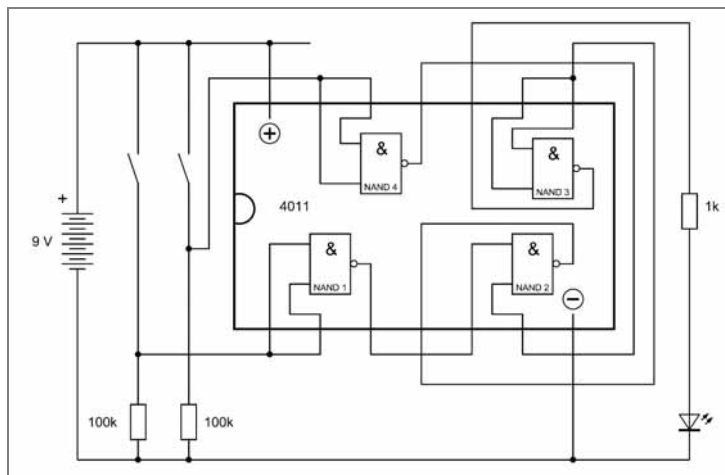 +
&
&
NAND 4
NAND 3
4011
1k
+
9 V
&
&
NAND 1
NAND 2
100k
100k